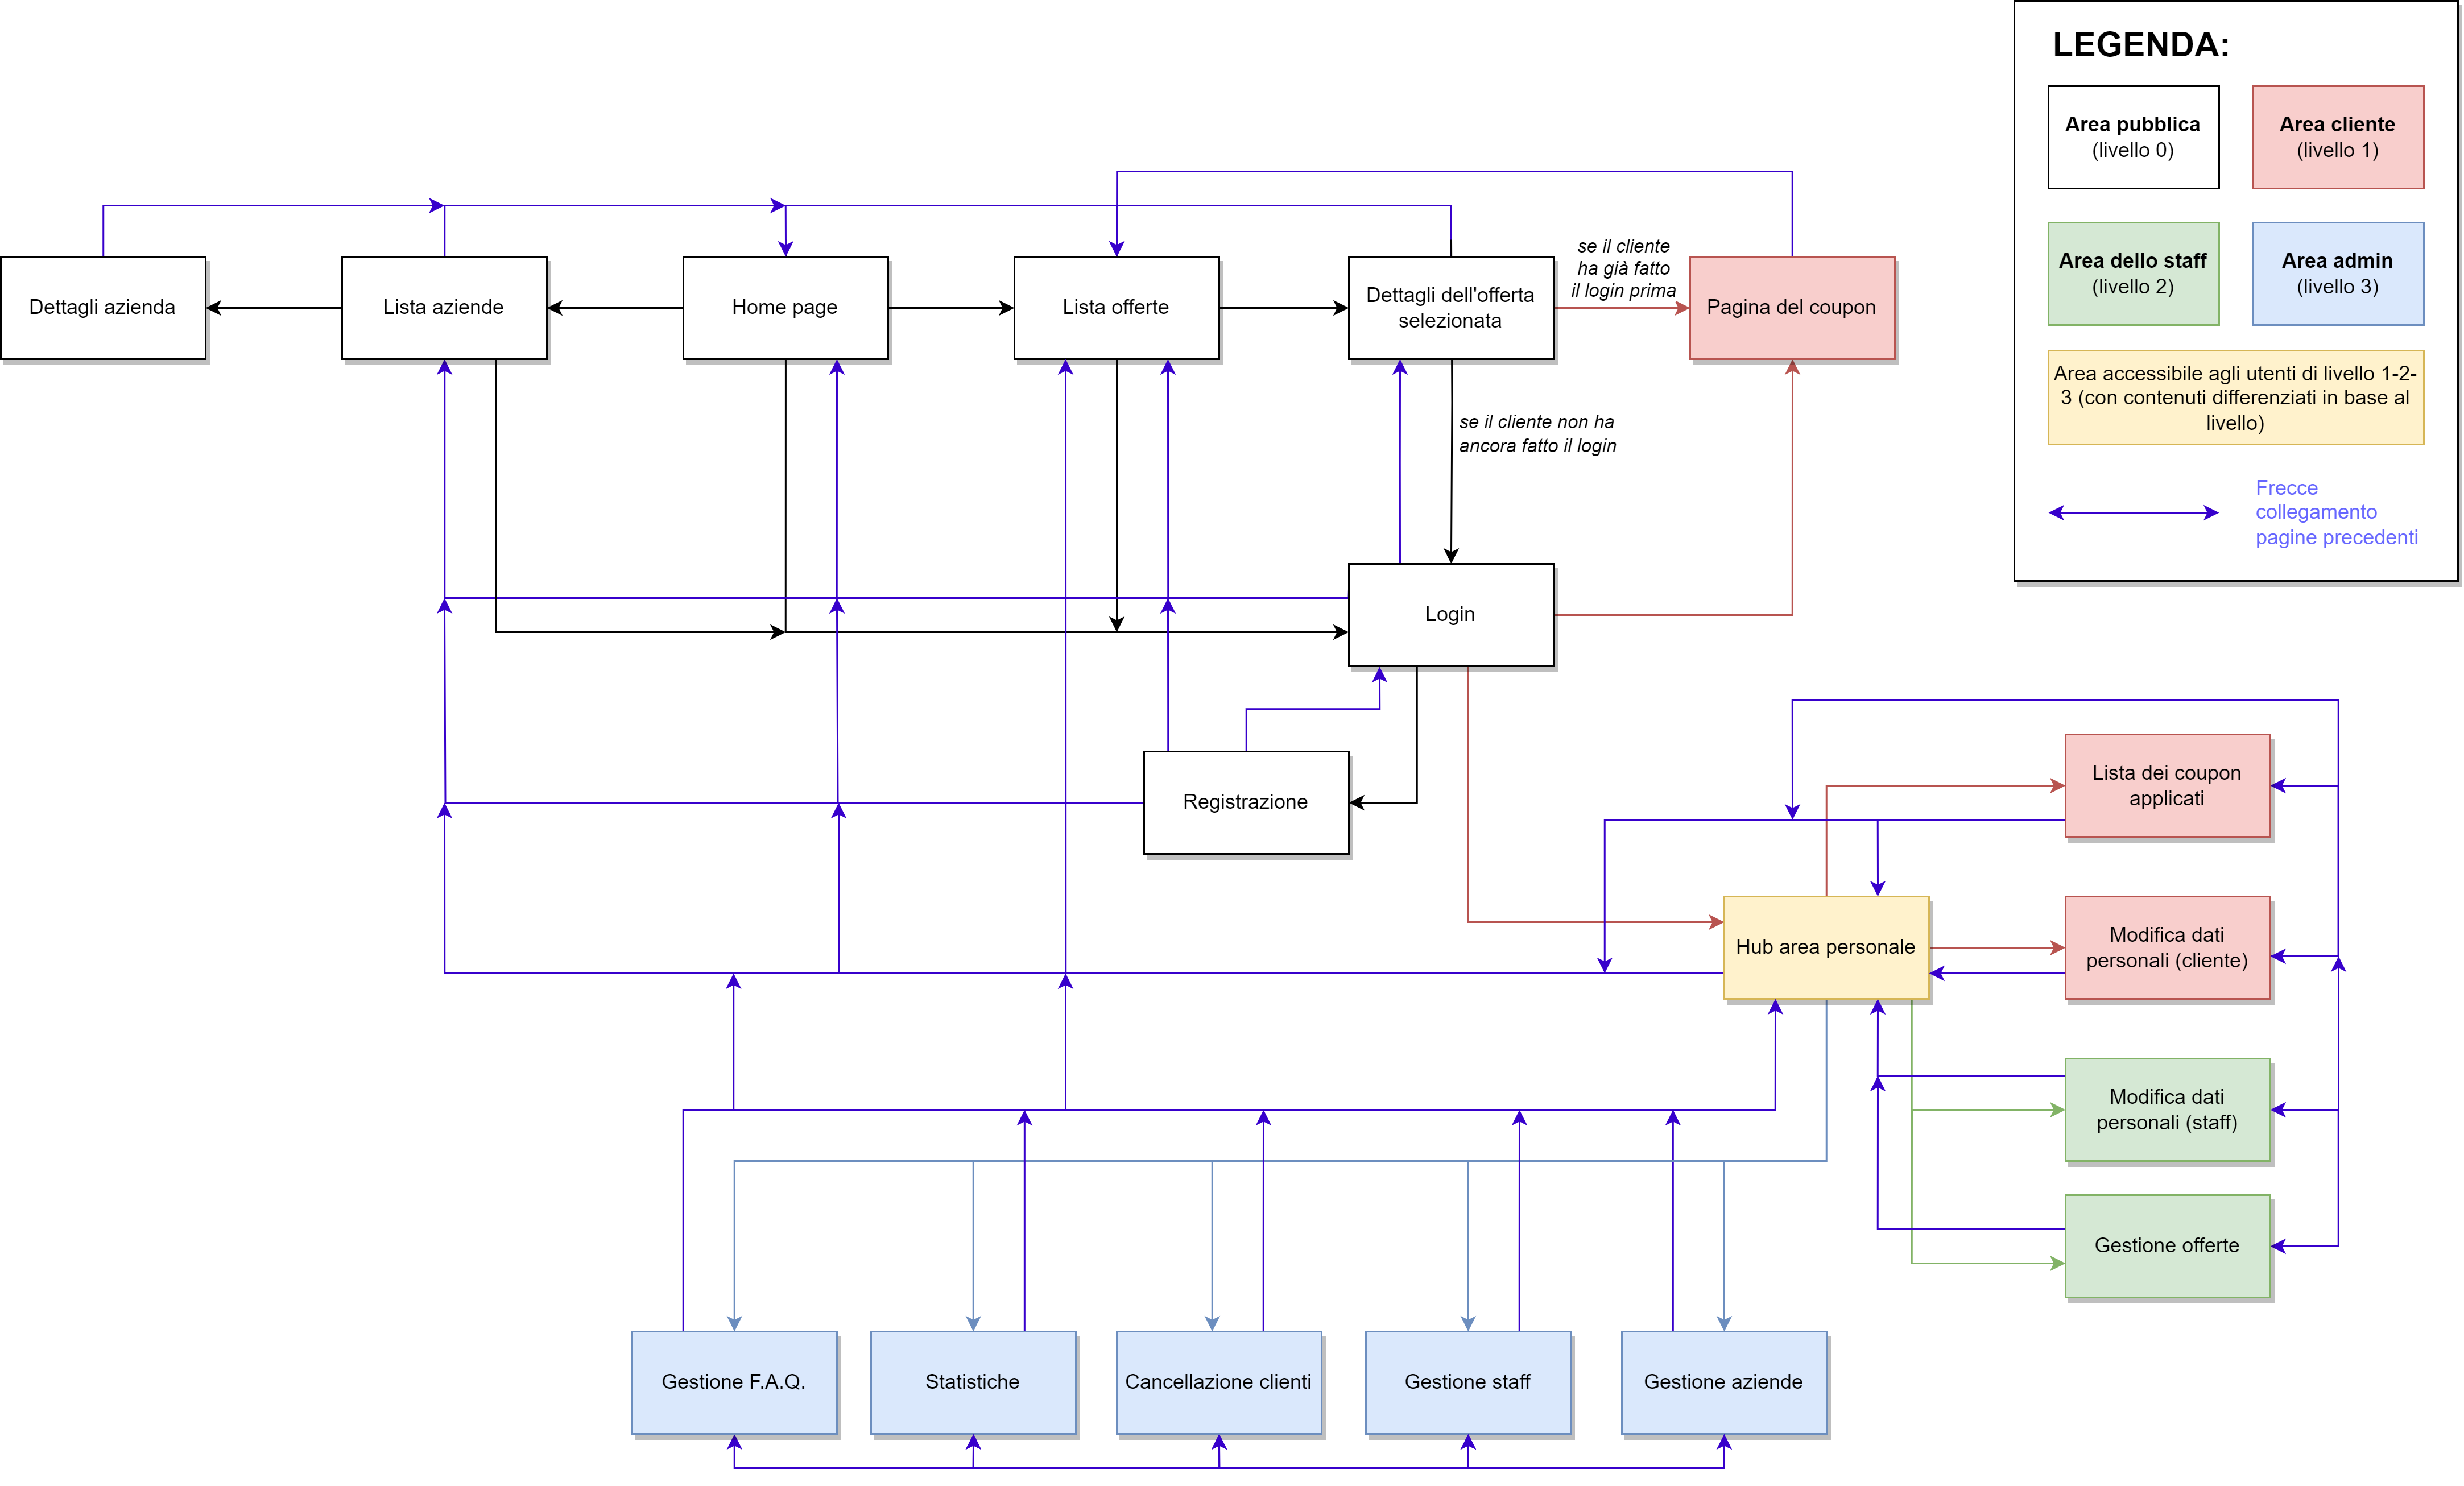 LEGENDA:
Area pubblica
(livello 0)
Area cliente
(livello 1)
Area dello staff
(livello 2)
Area admin
(livello 3)
Area accessibile agli utenti di livello 1-2-
3 (con contenuti differenziati in base al
livello)
Frecce
collegamento
pagine precedenti
Dettagli azienda
Lista aziende
Home page
Lista offerte
Dettagli dell'offerta
selezionata
se il cliente
ha già fatto
il login prima
Pagina del coupon
se il cliente non ha
ancora fatto il login
Login
Registrazione
Lista dei coupon
applicati
Hub area personale
Modifica dati
personali (cliente)
Modifica dati
personali (staff)
Gestione offerte
Gestione F.A.Q.
Statistiche
Cancellazione clienti
Gestione staff
Gestione aziende